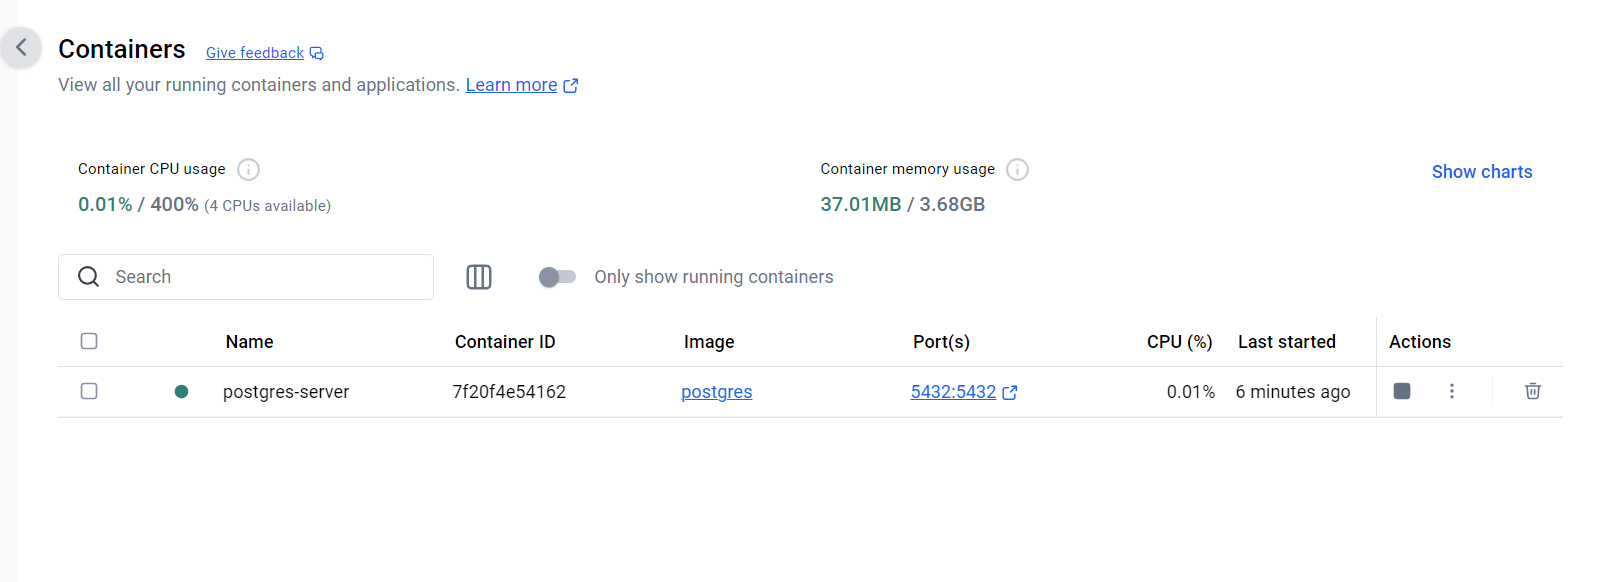 Containers Give feedback
View all your running containers and applications. Learn more
Container CPU usage Container memory usage Show charts
0.01% / 400% (4 CPUs available) 37.01MB / 3.68GB
Search Only show running containers
Name Container ID Image Port(s) CPU (%) Last started Actions
postgres-server 7f20f4e54162 postgres 5432:5432 0.01% 6 minutes ago